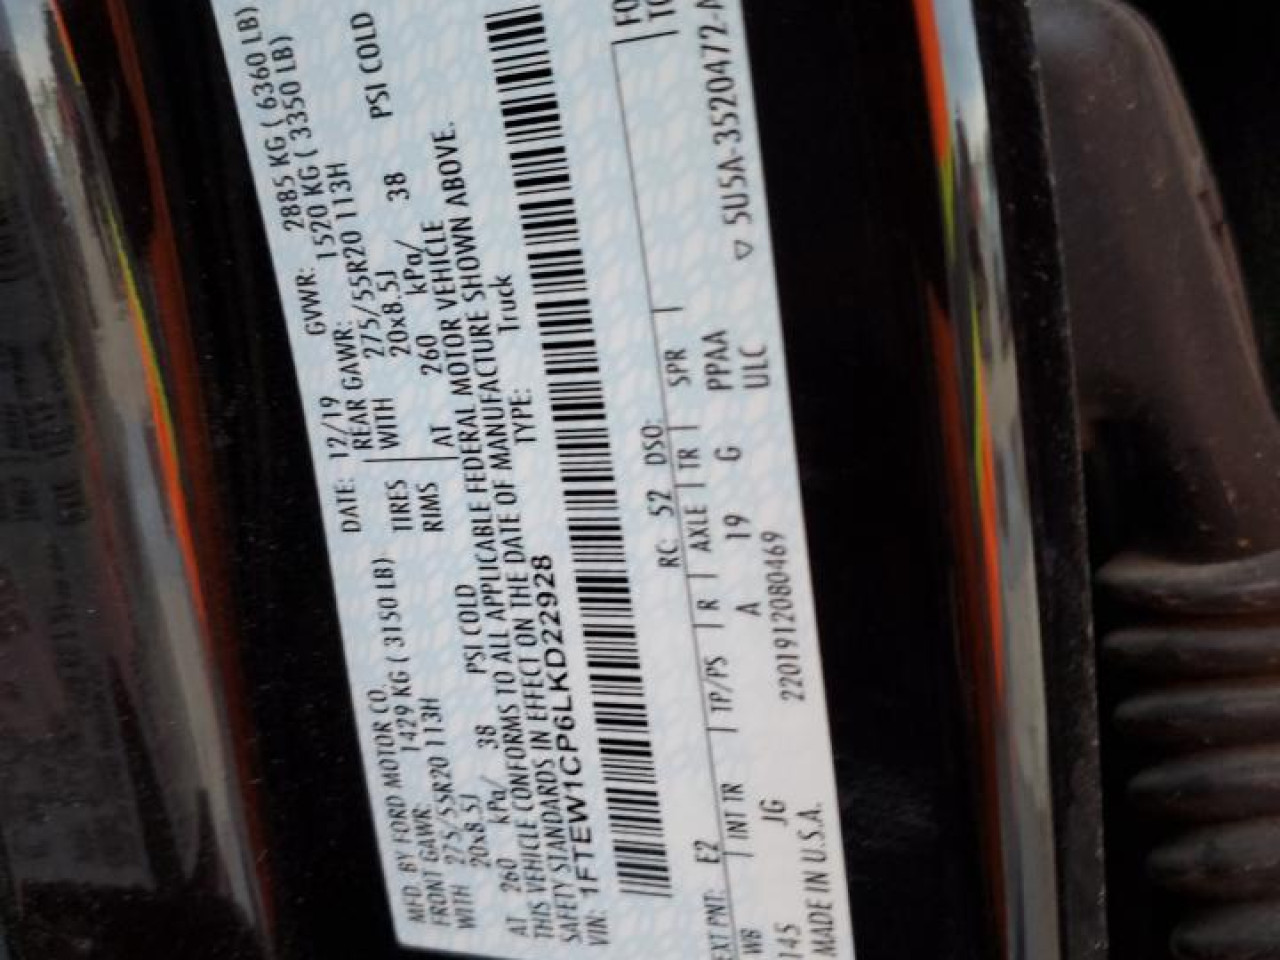 MFD. BY FORD MOTOR CO. DATE: 12/19 GVWR: 2885 KG ( 6360 LB)
FRONT GAWR: 1429 KG ( 3150 LB) REAR GAWR: 1520 KG ( 3350 LB)
WITH 275/55R20 113H TIRES WITH 275/55R20 113H
20x8.5J RIMS 20x8.5J
AT 260 kPa/ 38 PSI COLD AT 260 kPa/ 38 PSI COLD
THIS VEHICLE CONFORMS TO ALL APPLICABLE FEDERAL MOTOR VEHICLE
SAFETY STANDARDS IN EFFECT ON THE DATE OF MANUFACTURE SHOWN ABOVE.
VIN: 1FTEW1CP6LKD22928 TYPE: Truck
EXT PNT: E2 RC: 52 DSO:
WB INT TR TP/PS R AXLE TR SPR
145 JG A 19 G PPAA
MADE IN U.S.A. 2201912080469 ULC
▽ 5U5A-3520472-A